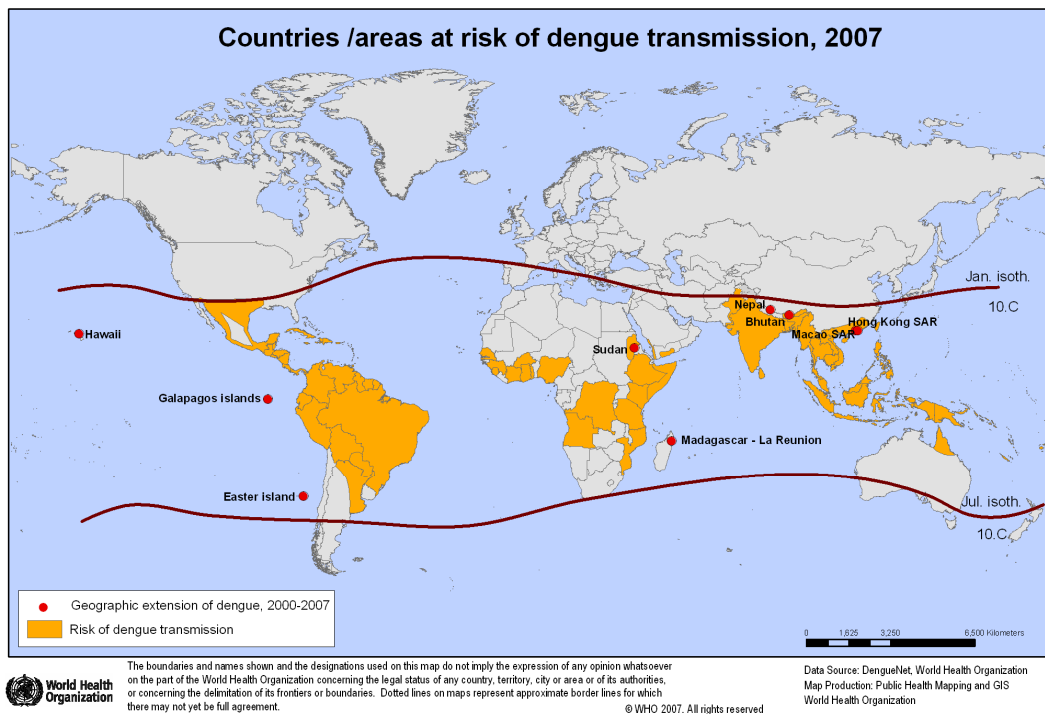 Countries /areas at risk of dengue transmission, 2007
Jan. isoth.
10.C
Nepal
Hong Kong SAR
Bhutan
Macao SAR
Hawaii
Sudan
Galapagos islands
Madagascar - La Reunion
Easter island
Jul. isoth.
10.C
Geographic extension of dengue, 2000-2007
Risk of dengue transmission
0 1,625 3,250 6,500 Kilometers
World Health
Organization
The boundaries and names shown and the designations used on this map do not imply the expression of any opinion whatsoever
on the part of the World Health Organization concerning the legal status of any country, territory, city or area or of its authorities,
or concerning the delimitation of its frontiers or boundaries. Dotted lines on maps represent approximate border lines for which
there may not yet be full agreement.
© WHO 2007. All rights reserved
Data Source: DengueNet, World Health Organization
Map Production: Public Health Mapping and GIS
World Health Organization